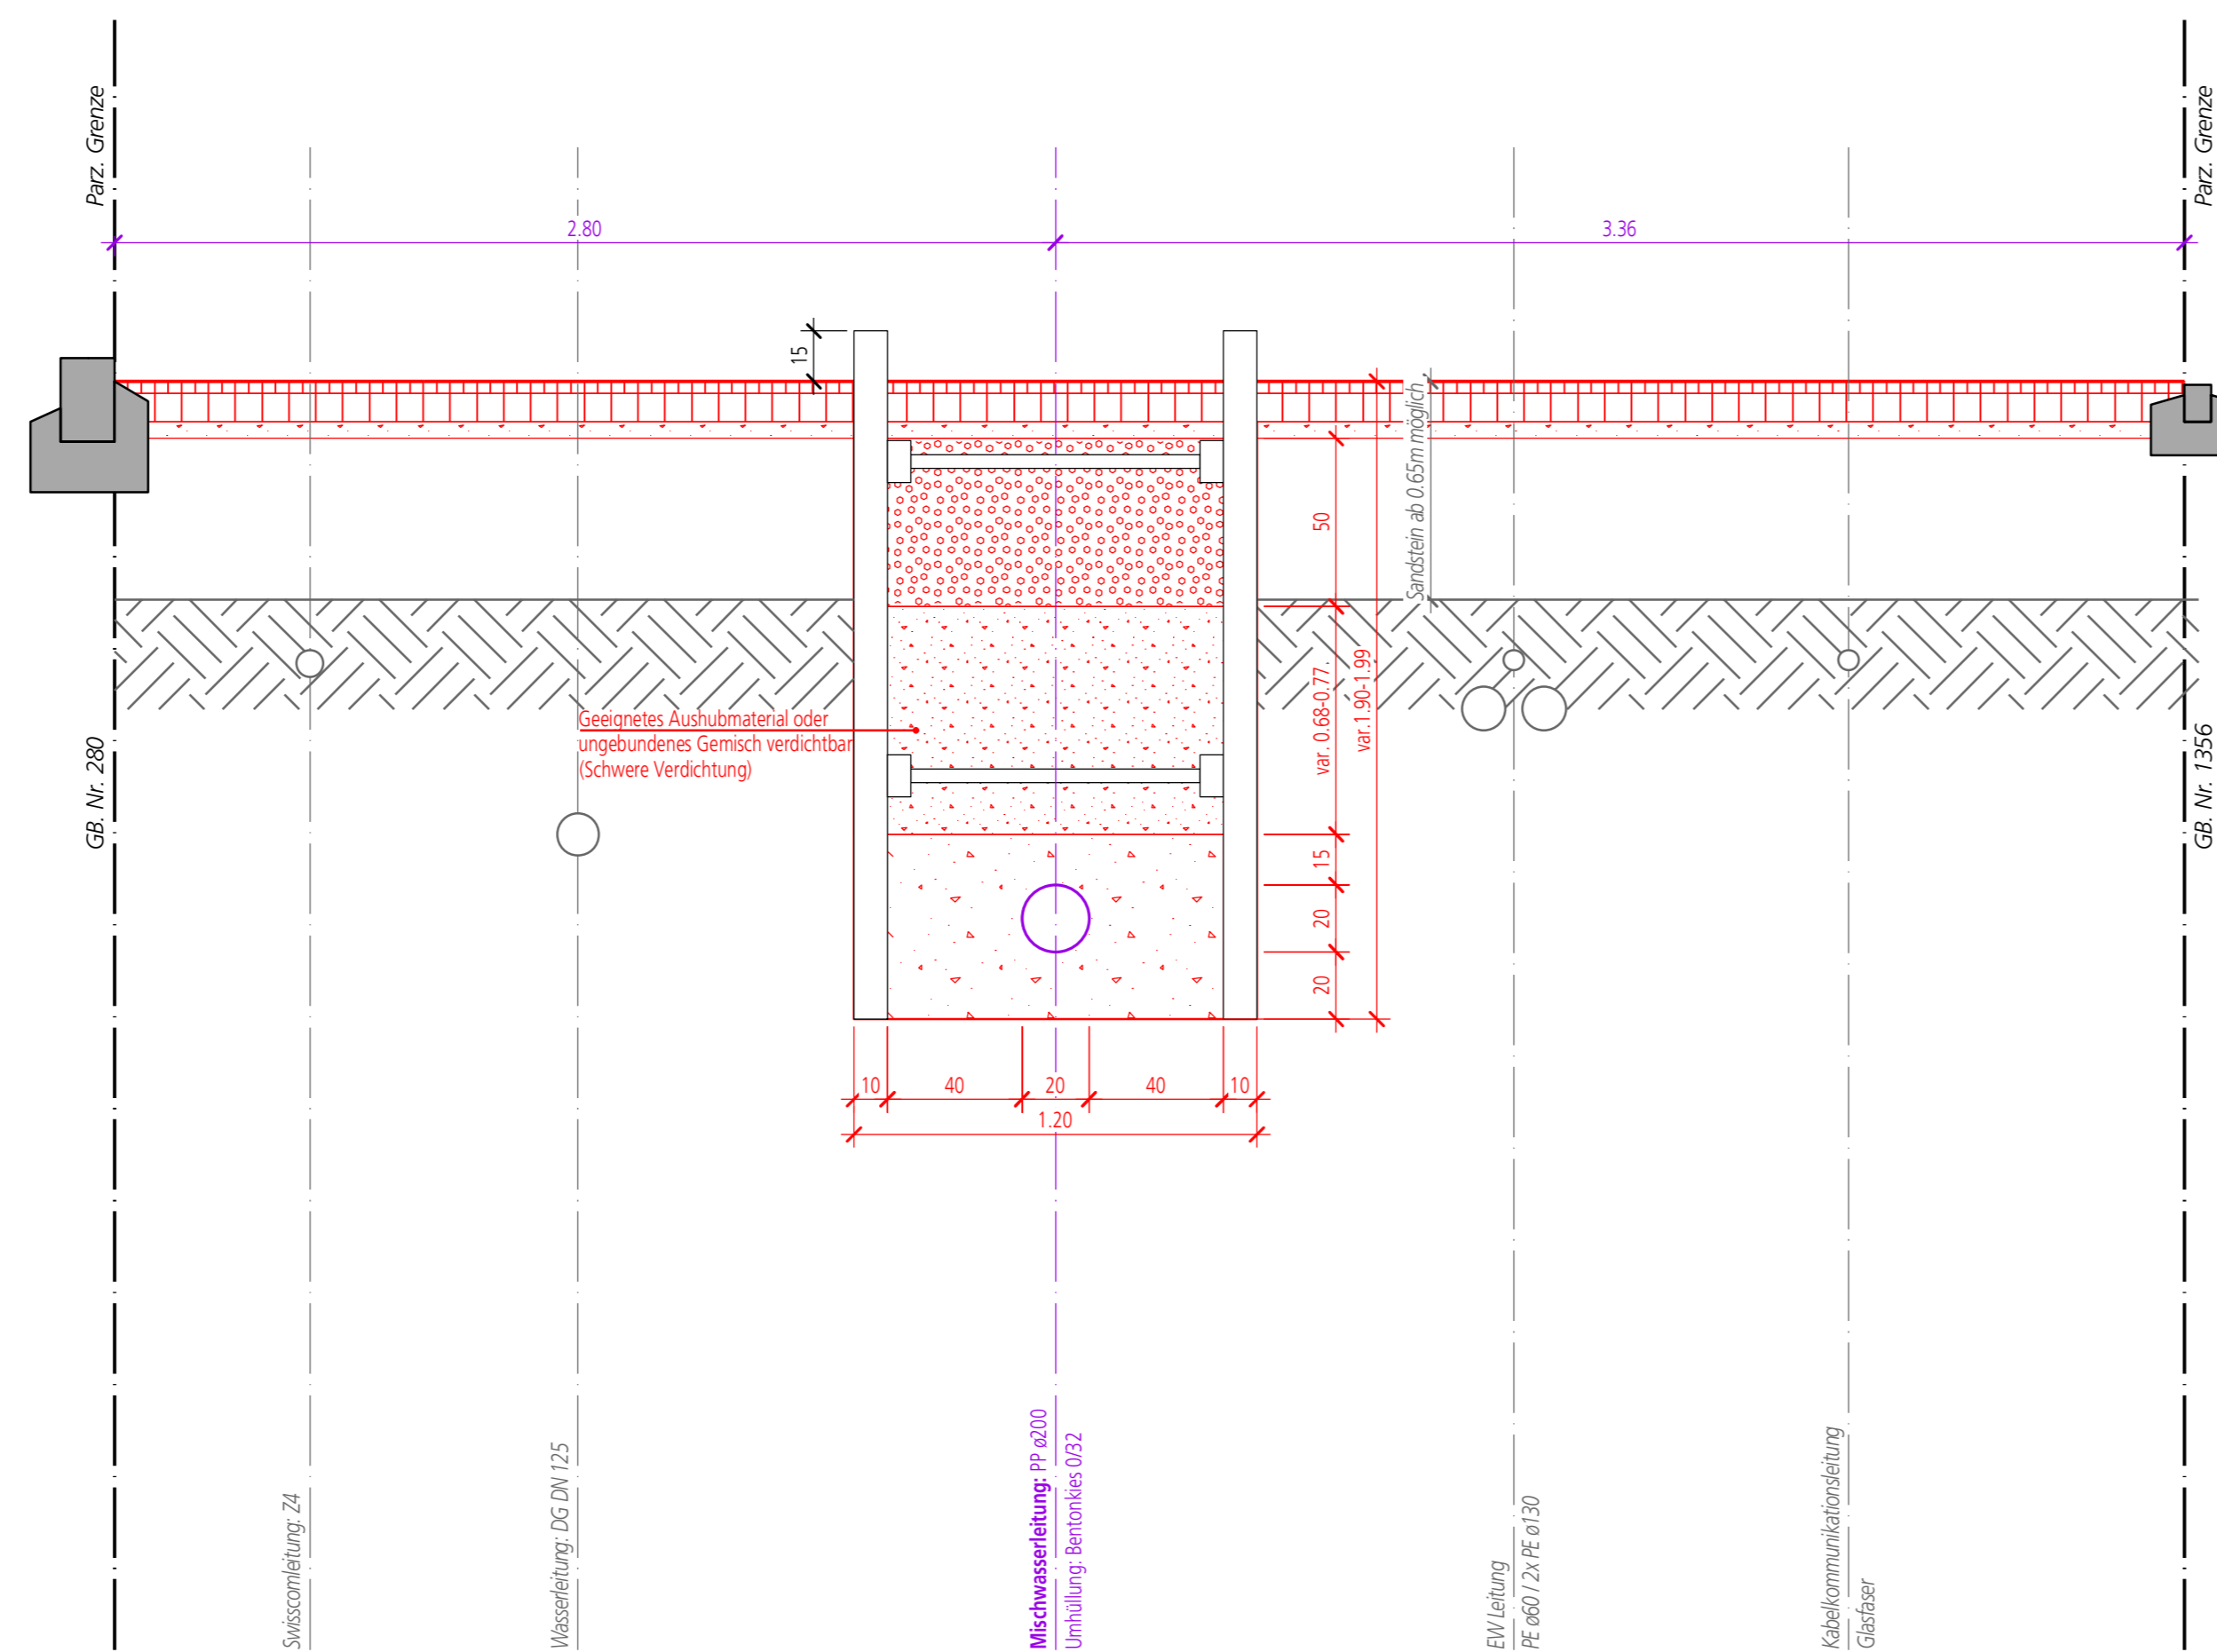 Parz. Grenze
Parz. Grenze
2.80
3.36
15
Sandstein ab 0.65m möglich
50
var. 0.68-0.77.
var.1.90-1.99
Geeignetes Aushubmaterial oder
ungebundenes Gemisch verdichtbar
(Schwere Verdichtung)
GB. Nr. 280
GB. Nr. 1356
15
20
20
10
40
20
40
10
1.20
Swisscomleitung: Z4
Wasserleitung: DG DN 125
Mischwasserleitung: PP ø200
Umhüllung: Bentonkies 0/32
EW Leitung
PE ø60 / 2x PE ø130
Kabelkommunikationsleitung
Glasfaser